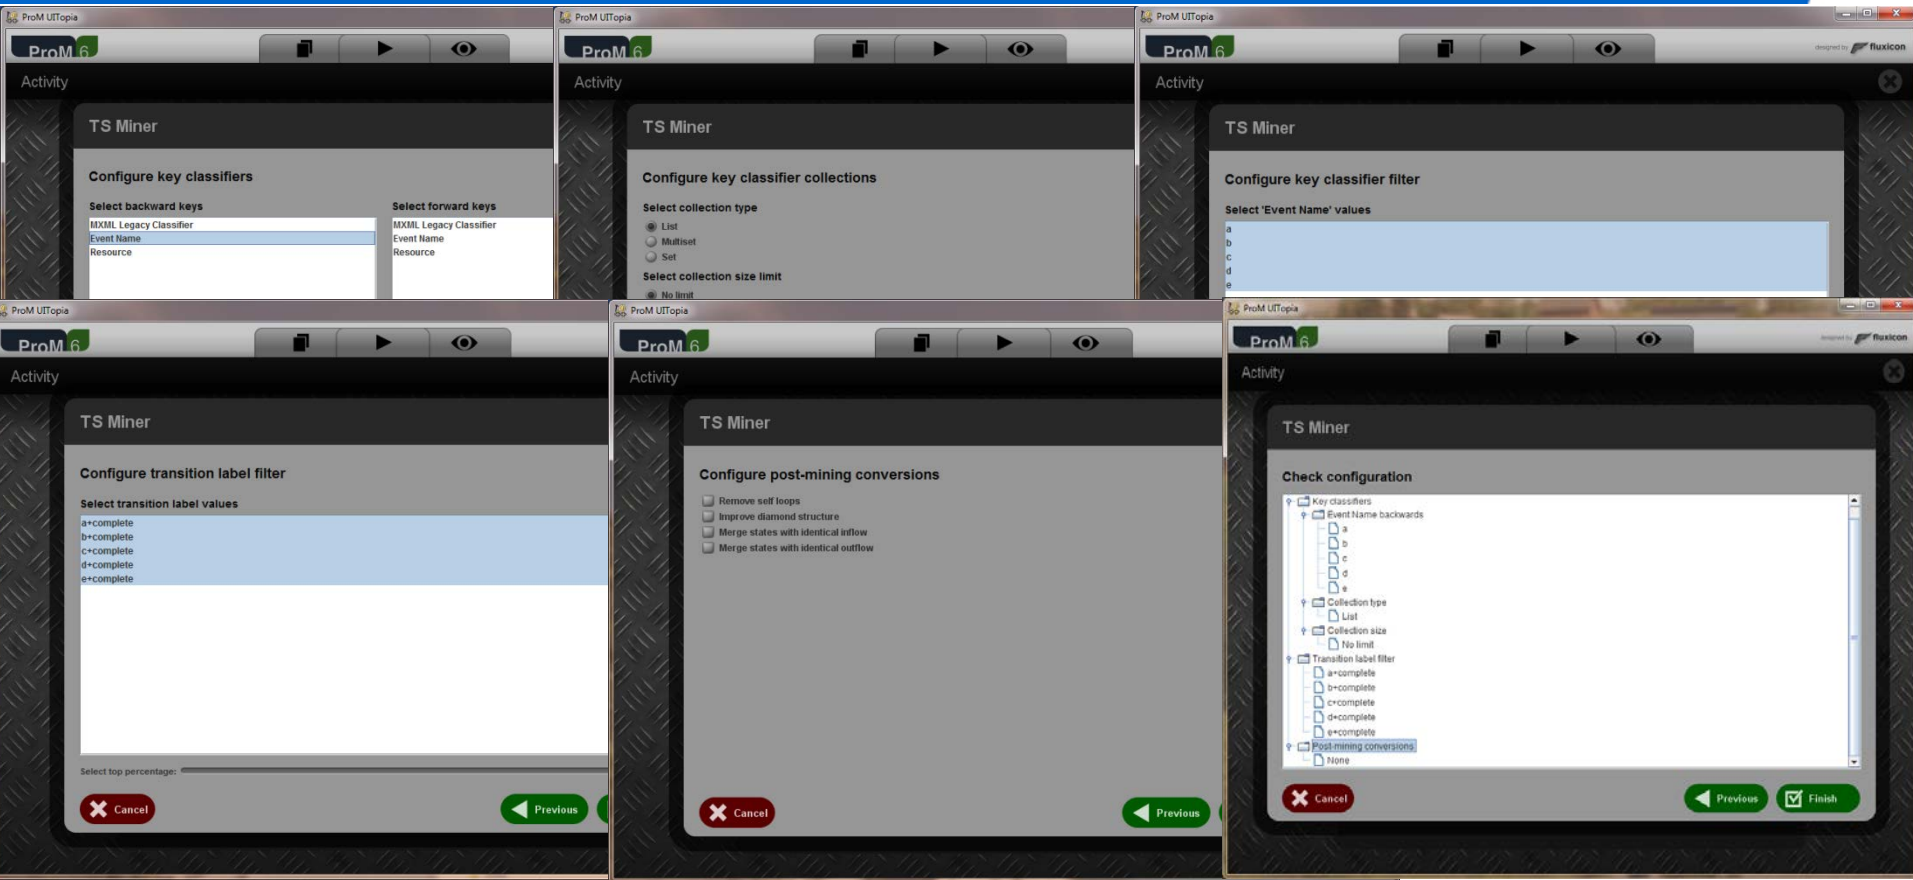 ProM UITopia
ProM 6
Activity
TS Miner
Configure key classifiers
Select backward keys
MXML Legacy Classifier
Event Name
Resource
Select forward keys
MXML Legacy Classifier
Event Name
Resource
ProM UITopia
ProM 6
Activity
TS Miner
Configure key classifier collections
Select collection type
List
Multiset
Set
Select collection size limit
No limit
ProM UITopia
ProM 6
designed by fluxicon
Activity
TS Miner
Configure key classifier filter
Select 'Event Name' values
a
b
c
d
e
ProM UITopia
ProM 6
Activity
TS Miner
Configure transition label filter
Select transition label values
a+complete
b+complete
c+complete
d+complete
e+complete
Select top percentage:
Cancel
Previous
ProM UITopia
ProM 6
Activity
TS Miner
Configure post-mining conversions
Remove self loops
Improve diamond structure
Merge states with identical inflow
Merge states with identical outflow
Cancel
Previous
ProM UITopia
ProM 6
designed by fluxicon
Activity
TS Miner
Check configuration
Key classifiers
Event Name backwards
a
b
c
d
e
Collection type
List
Collection size
No limit
Transition label filter
a+complete
b+complete
c+complete
d+complete
e+complete
Post-mining conversions
None
Cancel
Previous
Finish